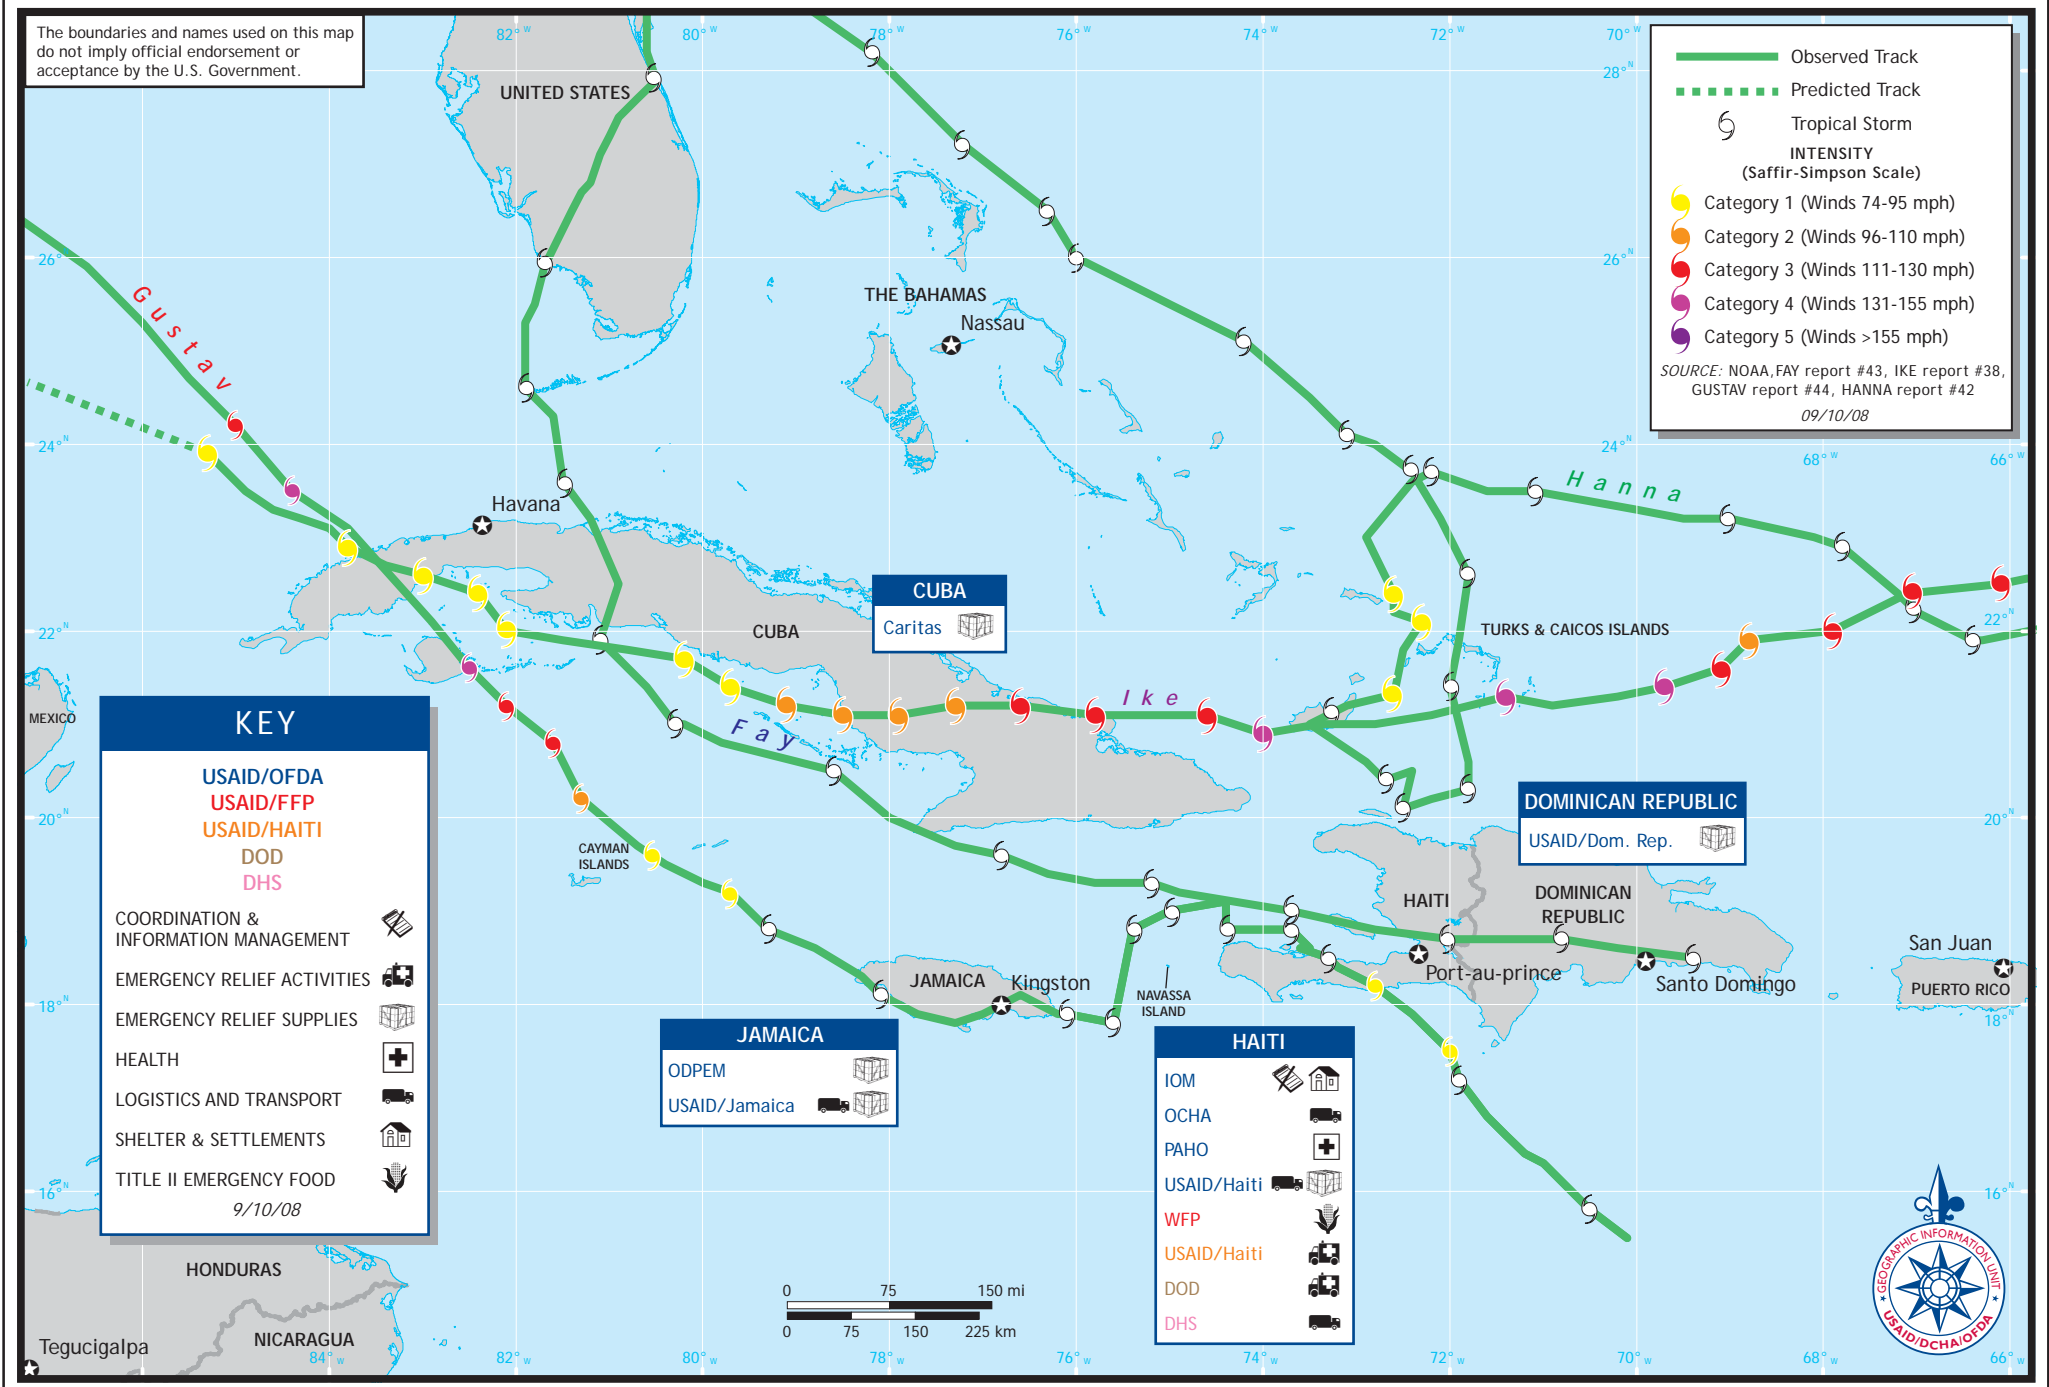 The boundaries and names used on this map
do not imply official endorsement or
acceptance by the U.S. Government.
82° W
80° W
78° W
76° W
74° W
72° W
70° W
28° N
26° N
24° N
22° N
20° N
18° N
16° N
26° N
24° N
22° N
20° N
18° N
16° N
68° W
66° W
84° W
82° W
80° W
78° W
76° W
74° W
72° W
70° W
68° W
66° W
Observed Track
Predicted Track
Tropical Storm
INTENSITY
(Saffir-Simpson Scale)
Category 1 (Winds 74-95 mph)
Category 2 (Winds 96-110 mph)
Category 3 (Winds 111-130 mph)
Category 4 (Winds 131-155 mph)
Category 5 (Winds >155 mph)
SOURCE: NOAA,FAY report #43, IKE report #38,
GUSTAV report #44, HANNA report #42
09/10/08
UNITED STATES
Gustav
THE BAHAMAS
Nassau
Havana
Hanna
CUBA
Caritas
CUBA
TURKS & CAICOS ISLANDS
Ike
Fay
MEXICO
KEY
USAID/OFDA
USAID/FFP
USAID/HAITI
DOD
DHS
COORDINATION &
INFORMATION MANAGEMENT
EMERGENCY RELIEF ACTIVITIES
EMERGENCY RELIEF SUPPLIES
HEALTH
LOGISTICS AND TRANSPORT
SHELTER & SETTLEMENTS
TITLE II EMERGENCY FOOD
9/10/08
DOMINICAN REPUBLIC
USAID/Dom. Rep.
CAYMAN
ISLANDS
HAITI
DOMINICAN
REPUBLIC
JAMAICA
Kingston
NAVASSA
ISLAND
Port-au-prince
Santo Domingo
San Juan
PUERTO RICO
JAMAICA
ODPEM
USAID/Jamaica
HAITI
IOM
OCHA
PAHO
USAID/Haiti
WFP
USAID/Haiti
DOD
DHS
HONDURAS
NICARAGUA
Tegucigalpa
0 75 150 mi
0 75 150 225 km
GEOGRAPHIC INFORMATION UNIT
USAID/DCHA/OFDA